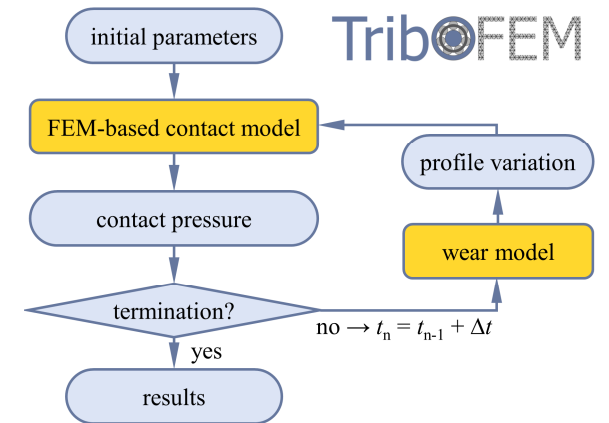 TriboFEM
initial parameters
FEM-based contact model
profile variation
contact pressure
wear model
termination?
no → tₙ = tₙ₋₁ + Δt
yes
results